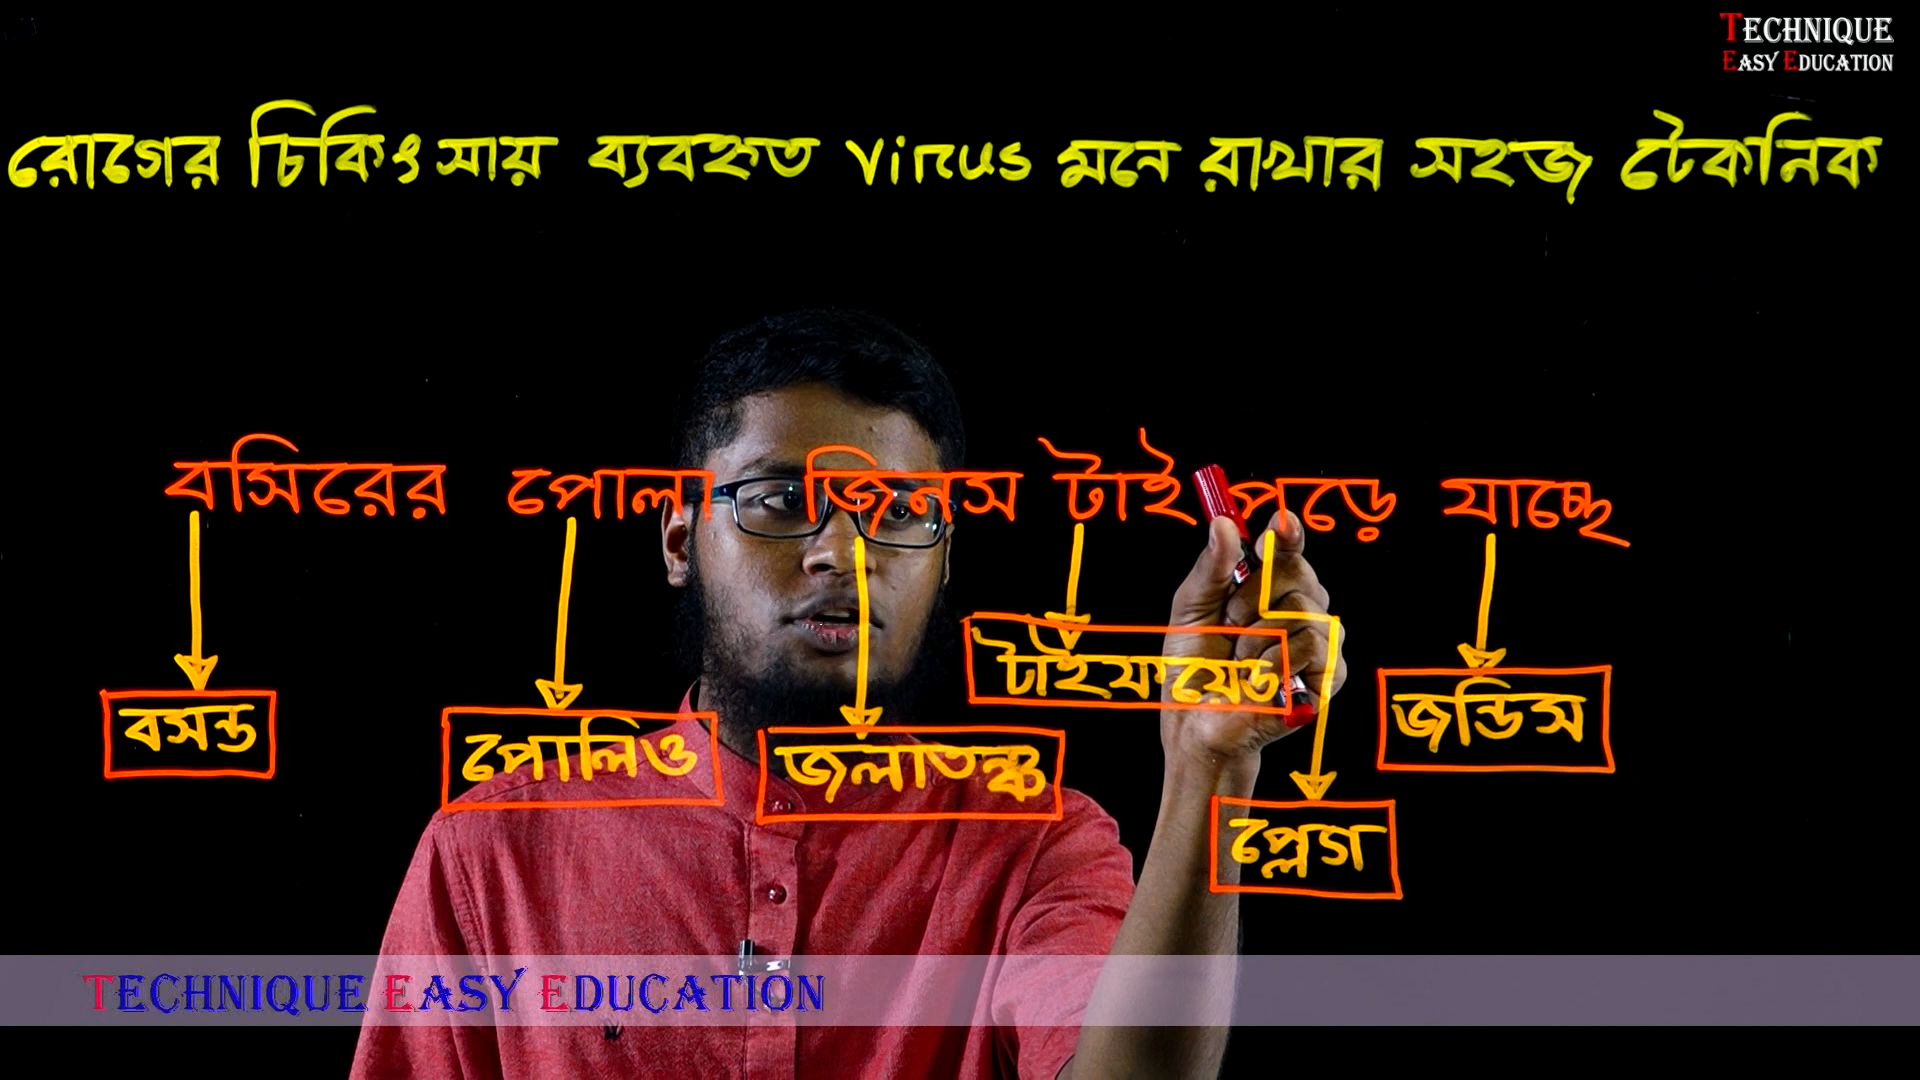 TECHNIQUE
EASY EDUCATION
রোগের চিকিৎসায় ব্যবহৃত Virus মনে রাখার সহজ টেকনিক
বসিরের পোলা জিনস টাই পড়ে যাচ্ছে
টাইফায়েড
বসন্ত পোলিও জলাতঙ্ক জন্ডিস
প্লেগ
TECHNIQUE EASY EDUCATION